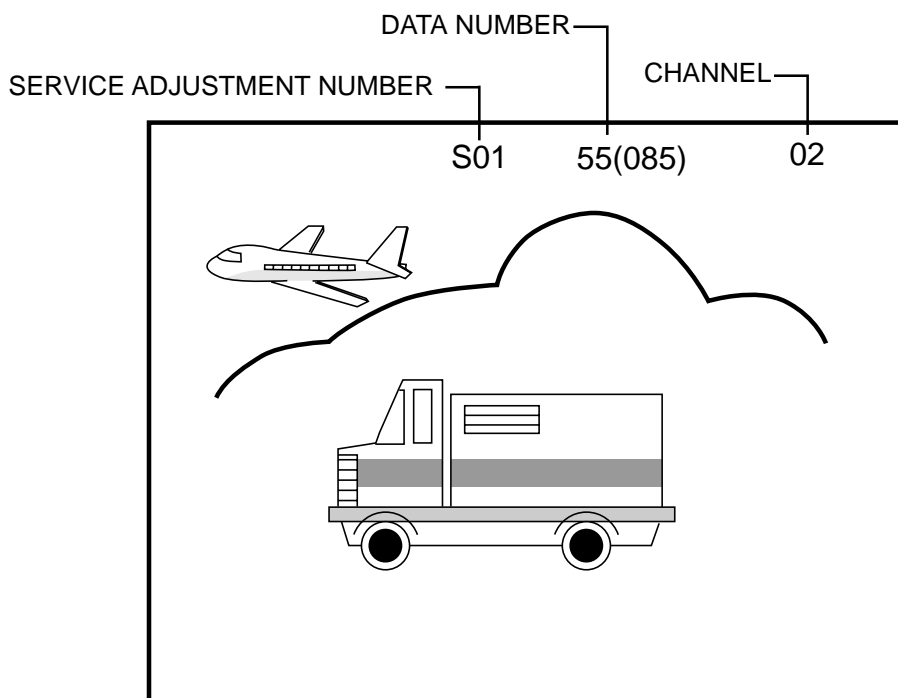 DATA NUMBER
SERVICE ADJUSTMENT NUMBER
CHANNEL
S01 55(085) 02